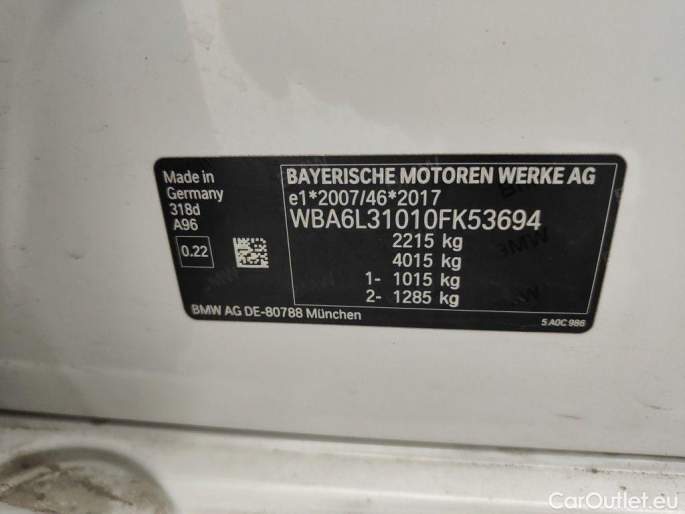 Made in
Germany
318d
A96
0.22
BAYERISCHE MOTOREN WERKE AG
e1*2007/46*2017
WBA6L31010FK53694
2215 kg
4015 kg
1- 1015 kg
2- 1285 kg
BMW AG DE-80788 München
5 A0C 986
CarOutlet.eu